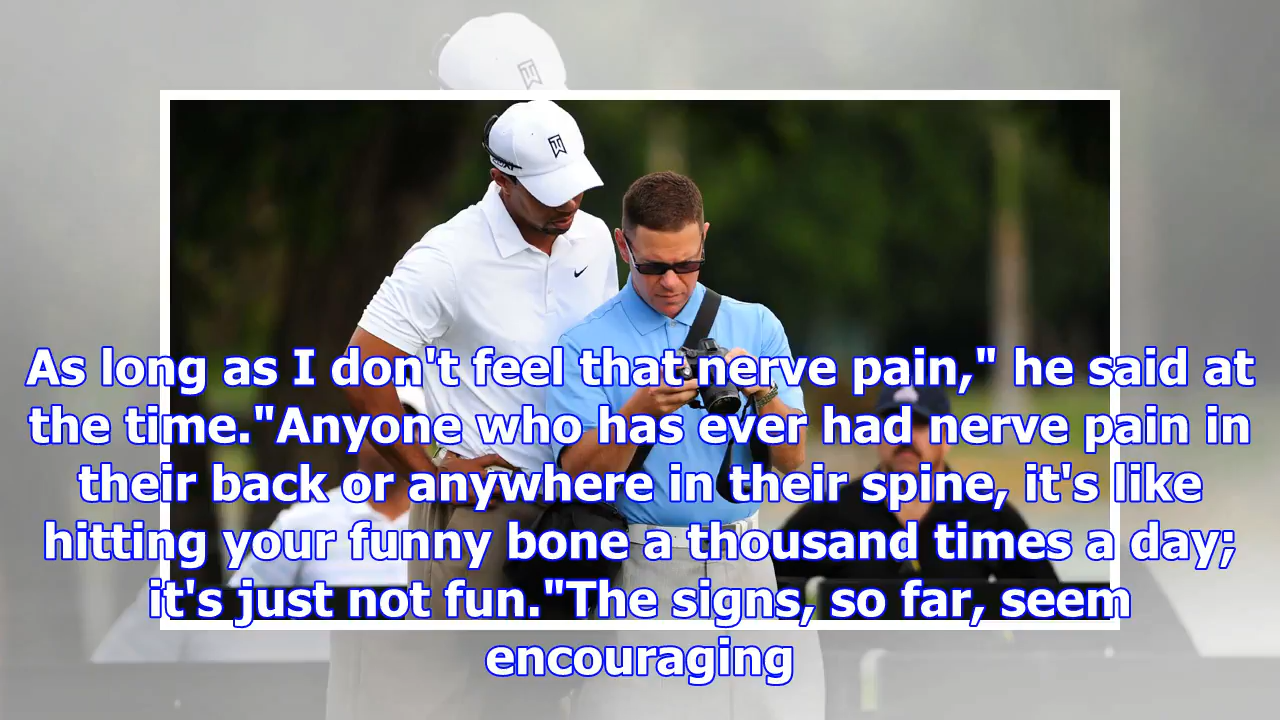 As long as I don't feel that nerve pain," he said at
the time."Anyone who has ever had nerve pain in
their back or anywhere in their spine, it's like
hitting your funny bone a thousand times a day;
it's just not fun."The signs, so far, seem
encouraging